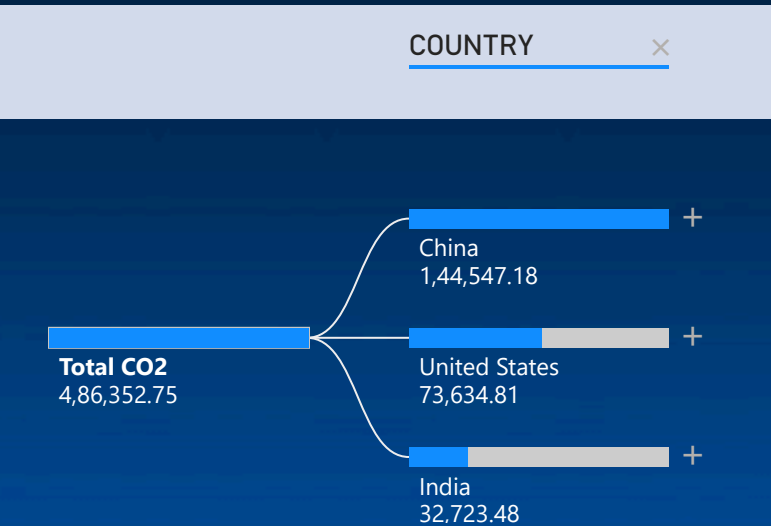 COUNTRY
China
1,44,547.18
Total CO2
4,86,352.75
United States
73,634.81
India
32,723.48